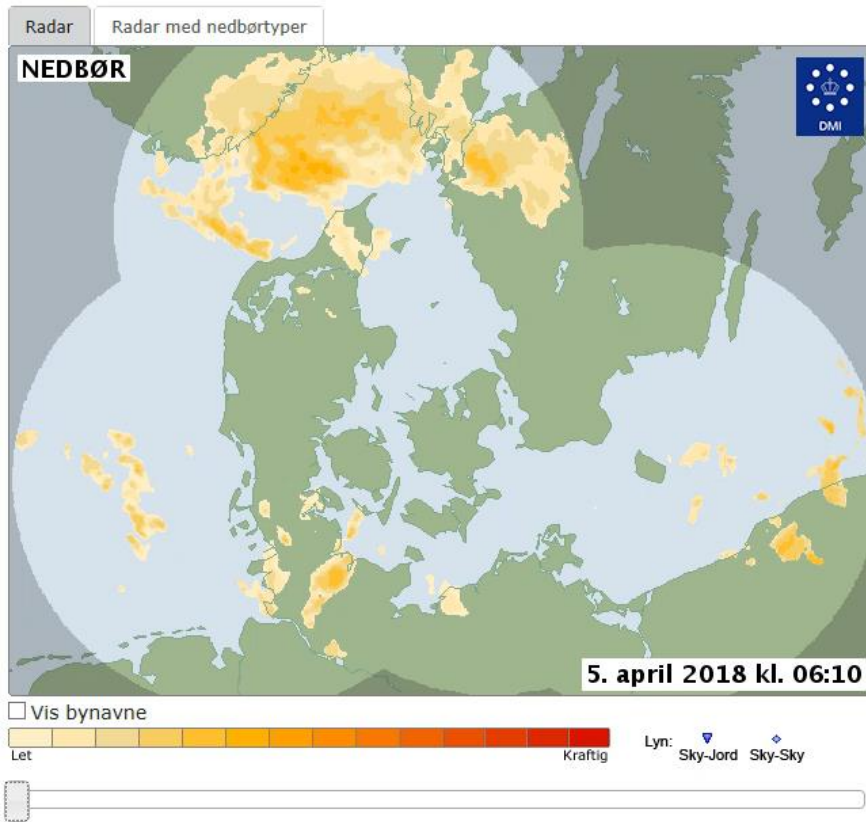 Radar
Radar med nedbørtyper
NEDBØR
DMI
5. april 2018 kl. 06:10
Vis bynavne
Let
Kraftig
Lyn:
Sky-Jord
Sky-Sky